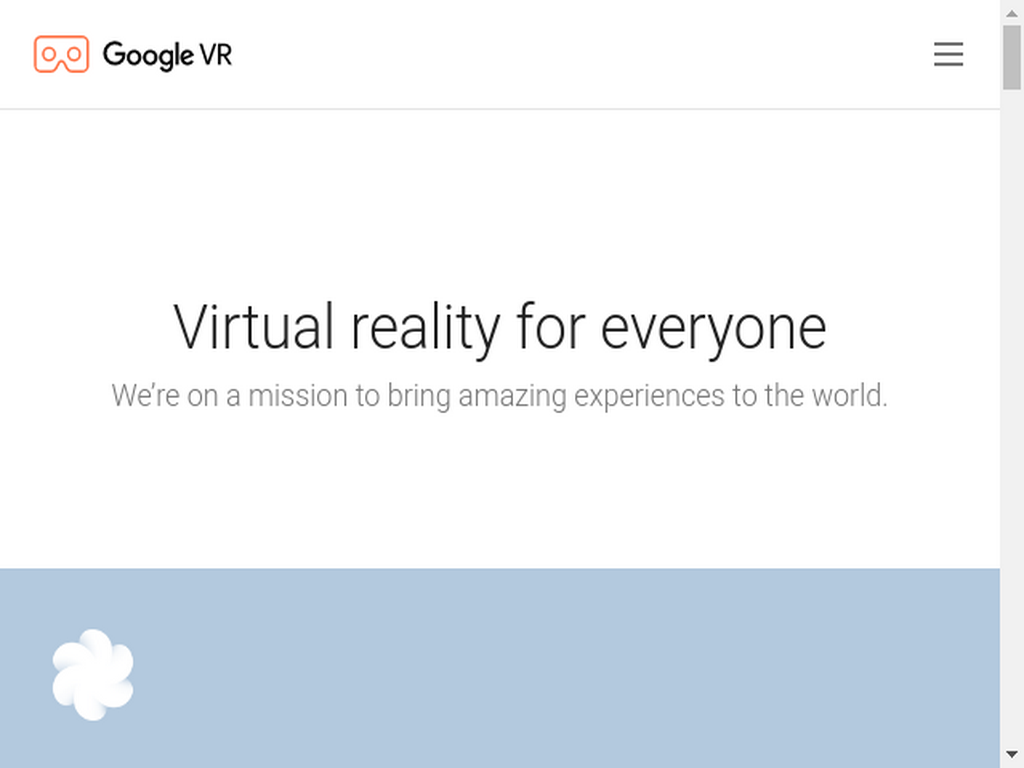 Google VR
Virtual reality for everyone
We’re on a mission to bring amazing experiences to the world.